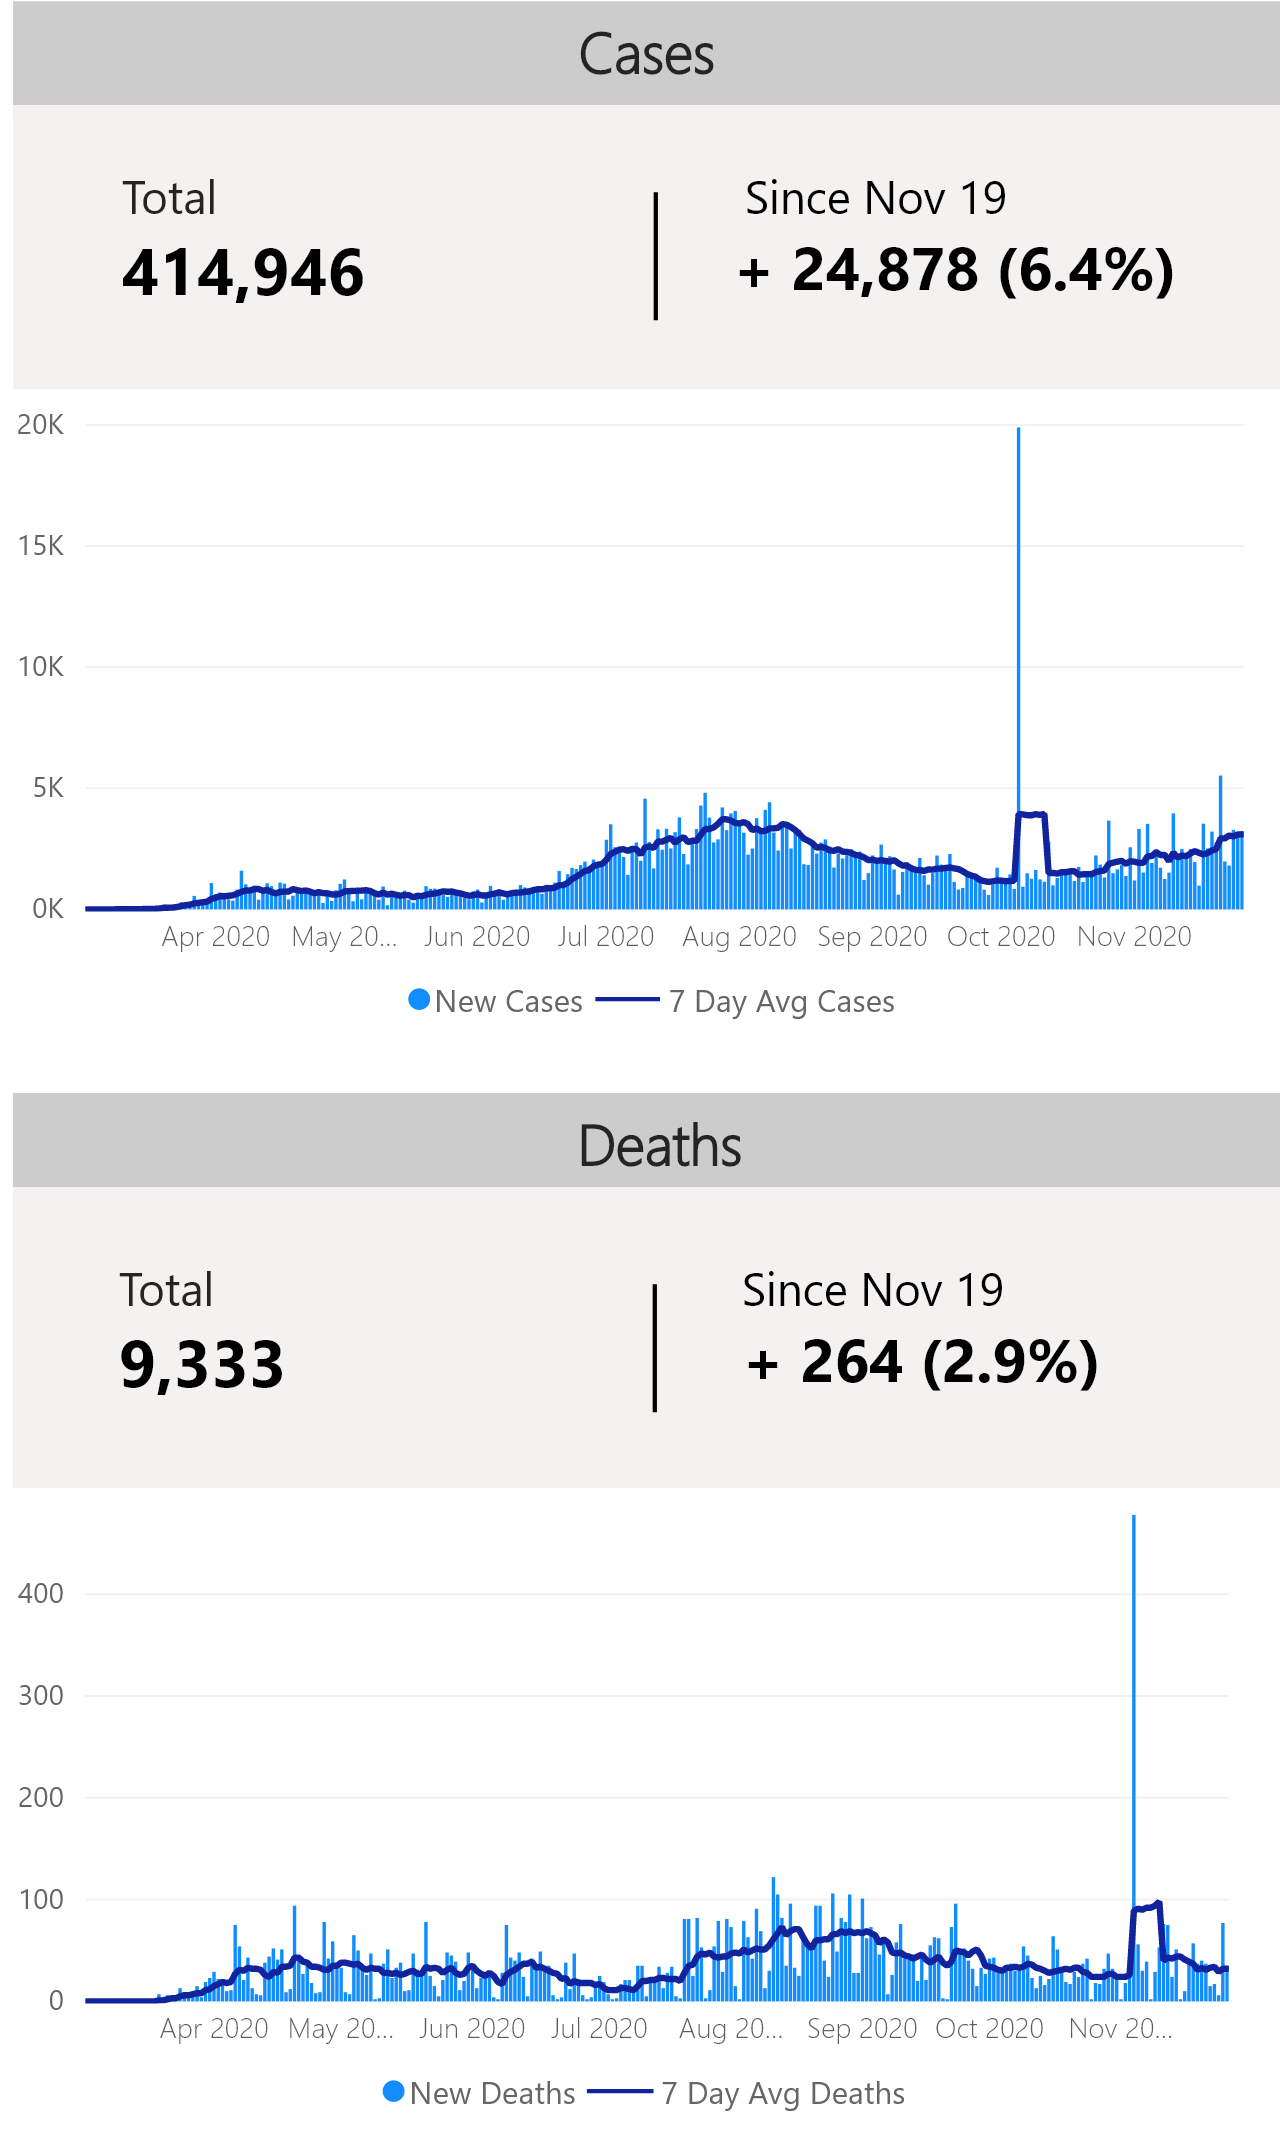 Cases
Total
Since Nov 19
414,946
+ 24,878 (6.4%)
20K
15K
10K
5K
0K
Apr 2020 May 20... Jun 2020 Jul 2020 Aug 2020 Sep 2020 Oct 2020 Nov 2020
New Cases 7 Day Avg Cases
Deaths
Total
Since Nov 19
9,333
+ 264 (2.9%)
400
300
200
100
0
Apr 2020 May 20... Jun 2020 Jul 2020 Aug 20... Sep 2020 Oct 2020 Nov 20...
New Deaths 7 Day Avg Deaths